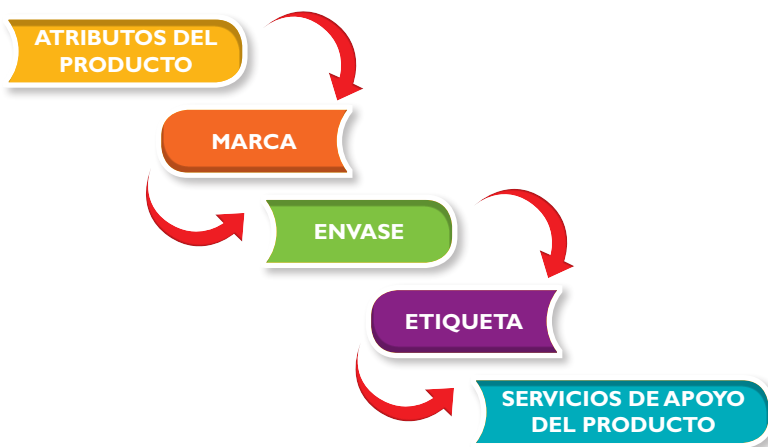 ATRIBUTOS DEL
PRODUCTO
MARCA
ENVASE
ETIQUETA
SERVICIOS DE APOYO
DEL PRODUCTO